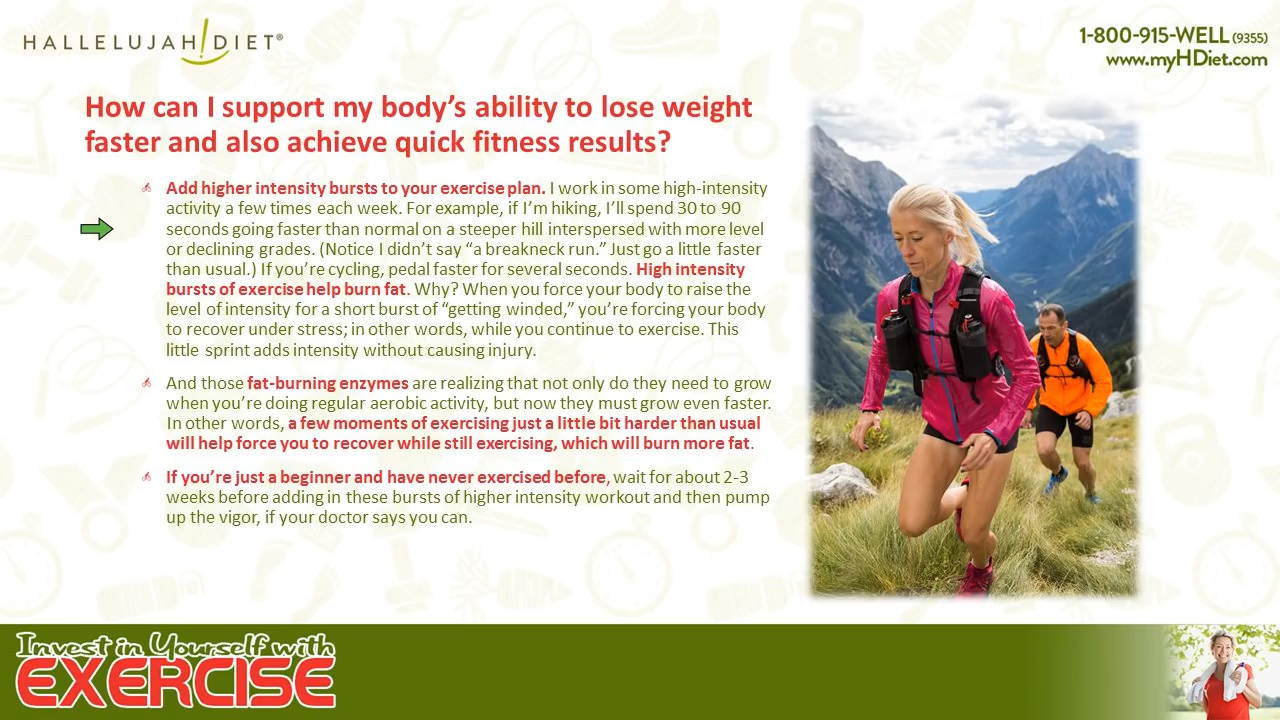 HALLELUJAH DIET®
1-800-915-WELL (9355)
www.myHDiet.com
How can I support my body’s ability to lose weight
faster and also achieve quick fitness results?
Add higher intensity bursts to your exercise plan. I work in some high-intensity
activity a few times each week. For example, if I’m hiking, I’ll spend 30 to 90
seconds going faster than normal on a steeper hill interspersed with more level
or declining grades. (Notice I didn’t say “a breakneck run.” Just go a little faster
than usual.) If you’re cycling, pedal faster for several seconds. High intensity
bursts of exercise help burn fat. Why? When you force your body to raise the
level of intensity for a short burst of “getting winded,” you’re forcing your body
to recover under stress; in other words, while you continue to exercise. This
little sprint adds intensity without causing injury.
And those fat-burning enzymes are realizing that not only do they need to grow
when you’re doing regular aerobic activity, but now they must grow even faster.
In other words, a few moments of exercising just a little bit harder than usual
will help force you to recover while still exercising, which will burn more fat.
If you’re just a beginner and have never exercised before, wait for about 2-3
weeks before adding in these bursts of higher intensity workout and then pump
up the vigor, if your doctor says you can.
Invest in Yourself with
EXERCISE